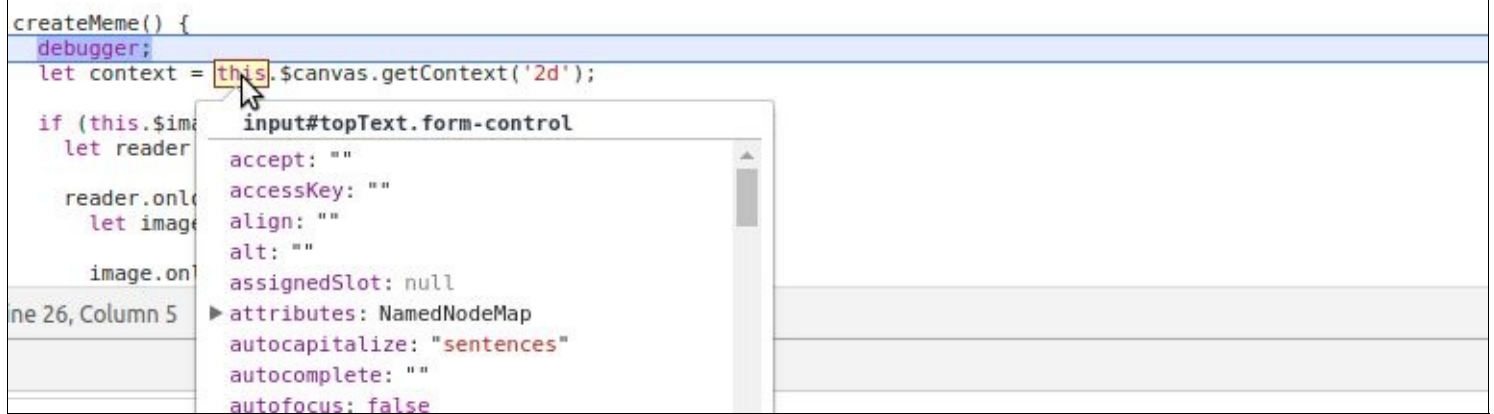 createMeme() {
debugger;
let context = this.$canvas.getContext('2d');
if (this.$ima
let reader
reader.onlo
let image
image.onl
ine 26, Column 5
input#topText.form-control
accept: ""
accessKey: ""
align: ""
alt: ""
assignedSlot: null
▶ attributes: NamedNodeMap
autocapitalize: "sentences"
autocomplete: ""
autofocus: false